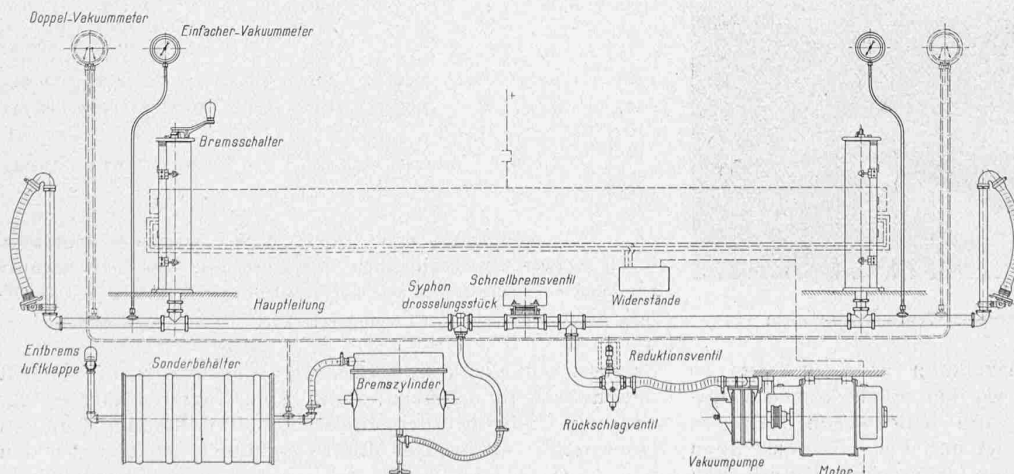 Doppel-Vakuummeter
Einfacher-Vakuummeter
Bremsschalter
Hauptleitung
Syphon
drosselungsstück
Schnellbremsventil
Widerstände
Entbrems
luftklappe
Sonderbehälter
Bremszylinder
Reduktionsventil
Rückschlagventil
Vakuumpumpe
Motor